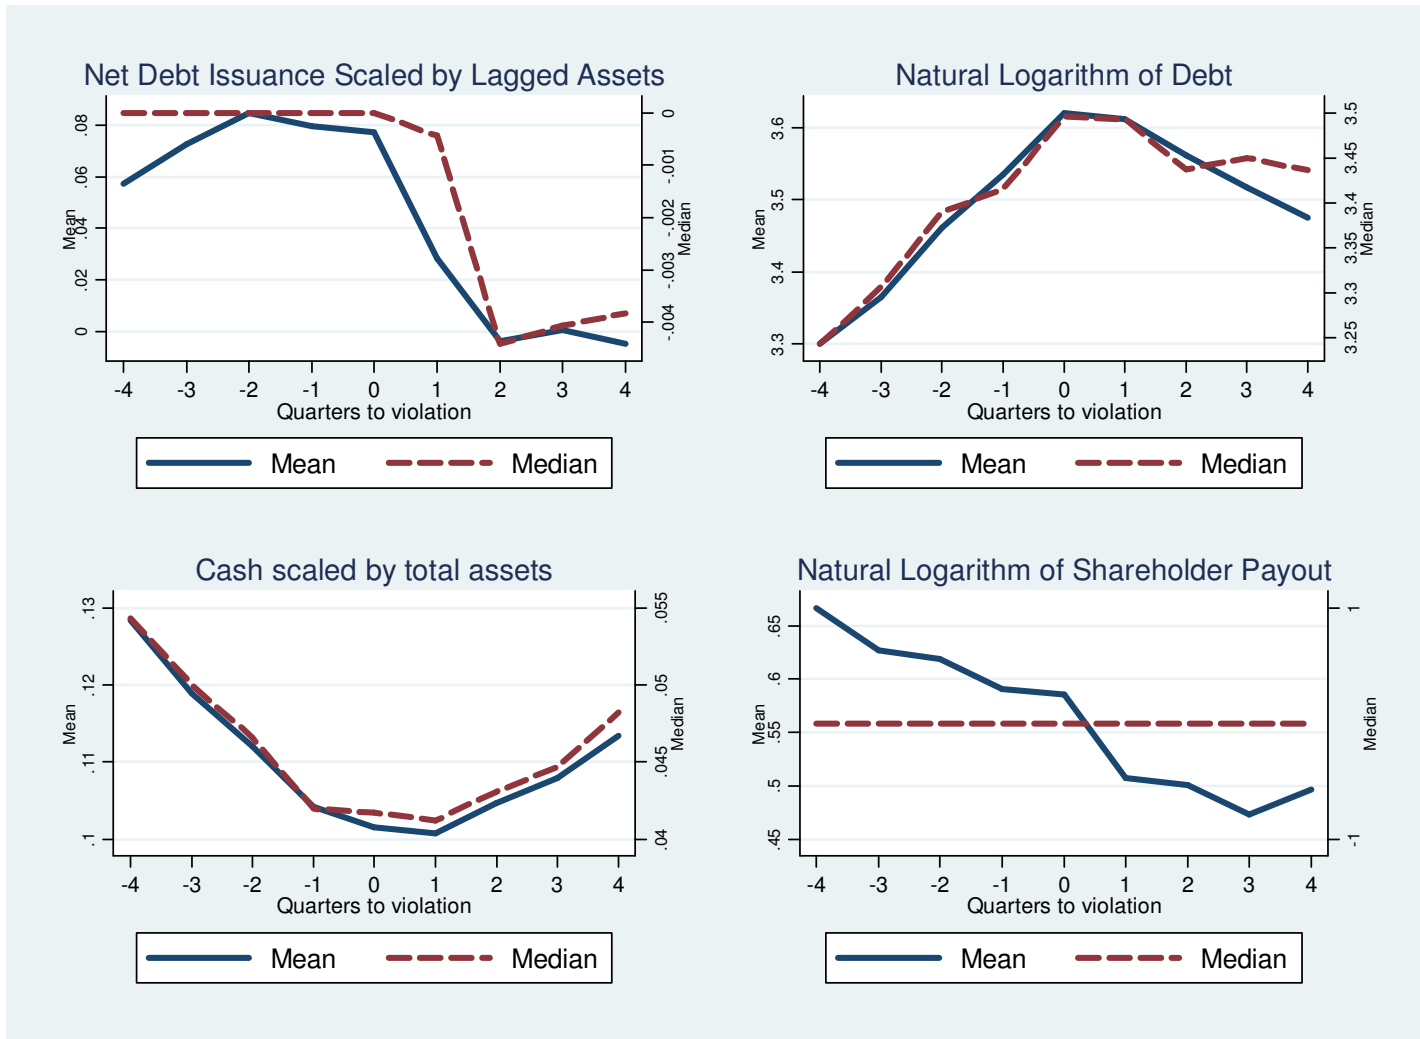 Net Debt Issuance Scaled by Lagged Assets
Mean
.08
.06
.04
.02
0
0
-.001
-.002
-.003
-.004
Median
-4 -3 -2 -1 0 1 2 3 4
Quarters to violation
Mean Median
Natural Logarithm of Debt
Mean
3.6
3.5
3.4
3.3
3.5
3.45
3.4
3.35
3.3
3.25
Median
-4 -3 -2 -1 0 1 2 3 4
Quarters to violation
Mean Median
Cash scaled by total assets
Mean
.13
.12
.11
.1
.055
.05
.045
.04
Median
-4 -3 -2 -1 0 1 2 3 4
Quarters to violation
Mean Median
Natural Logarithm of Shareholder Payout
Mean
.65
.6
.55
.5
.45
1
-1
Median
-4 -3 -2 -1 0 1 2 3 4
Quarters to violation
Mean Median